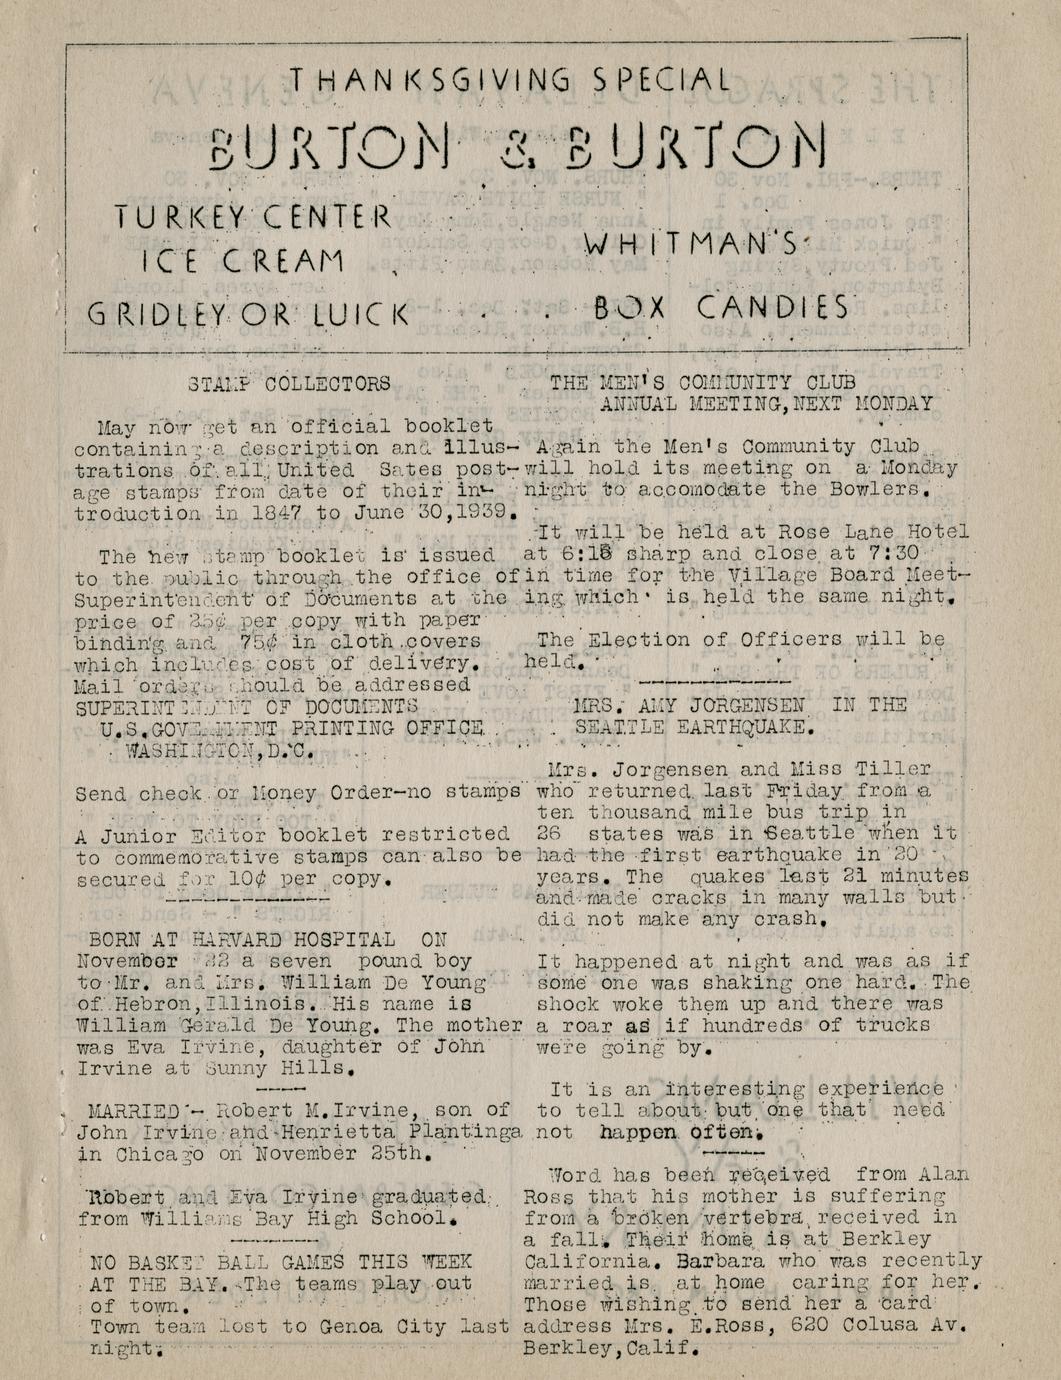 THANKSGIVING SPECIAL
BURTON & BURTON
TURKEY CENTER
ICE CREAM
GRIDLEY OR LUICK
WHITMAN'S
BOX CANDIES
STAMP COLLECTORS
May now get an official booklet
containing a description and illus-
trations of all United Sates post-
age stamps from date of their in-
troduction in 1847 to June 30,1939.
The new stamp booklet is issued
to the public through the office of
Superintendent of Documents at the
price of 25¢ per copy with paper
binding and 75¢ in cloth covers
which includes cost of delivery.
Mail orders should be addressed
SUPERINTENDENT OF DOCUMENTS
U.S.GOVERNMENT PRINTING OFFICE
WASHINGTON,D.C.
Send check or Money Order-no stamps
A Junior Editor booklet restricted
to commemorative stamps can also be
secured for 10¢ per copy.
BORN AT HARVARD HOSPITAL ON
November 22 a seven pound boy
to Mr. and Mrs. William De Young
of Hebron,Illinois. His name is
William Gerald De Young. The mother
was Eva Irvine, daughter of John
Irvine at Sunny Hills.
MARRIED - Robert M.Irvine, son of
John Irvine and Henrietta Plantinga
in Chicago on November 25th.
Robert and Eva Irvine graduated
from Williams Bay High School.
NO BASKET BALL GAMES THIS WEEK
AT THE BAY. The teams play out
of town.
Town team lost to Genoa City last
night.
THE MEN'S COMMUNITY CLUB
ANNUAL MEETING,NEXT MONDAY
Again the Men's Community Club
will hold its meeting on a Monday
night to accomodate the Bowlers.
It will be held at Rose Lane Hotel
at 6:15 sharp and close at 7:30
in time for the Village Board Meet-
ing which is held the same night.
The Election of Officers will be
held.
MRS. AMY JORGENSEN IN THE
SEATTLE EARTHQUAKE.
Mrs. Jorgensen and Miss Tiller
who returned last Friday from a
ten thousand mile bus trip in
26 states was in Seattle when it
had the first earthquake in 20
years. The quakes last 21 minutes
and made cracks in many walls but
did not make any crash.
It happened at night and was as if
some one was shaking one hard. The
shock woke them up and there was
a roar as if hundreds of trucks
were going by.
It is an interesting experience
to tell about but one that need
not happen often.
Word has been received from Alan
Ross that his mother is suffering
from a broken vertebra received in
a fall. Their home is at Berkley
California. Barbara who was recently
married is at home caring for her.
Those wishing to send her a card
address Mrs. E.Ross, 620 Colusa Av.
Berkley,Calif.